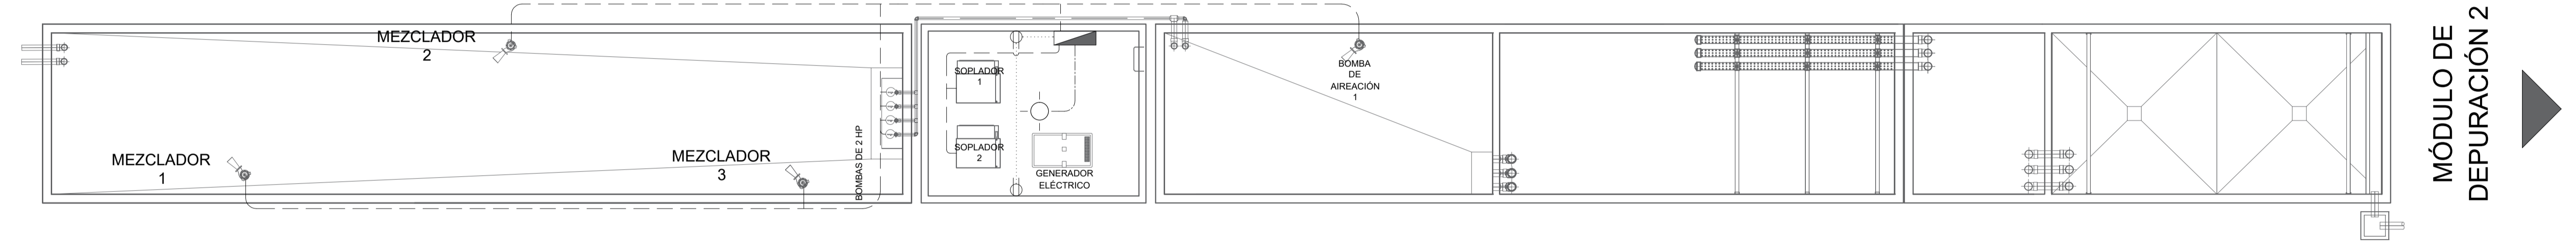 MEZCLADOR
2
MEZCLADOR
1
MEZCLADOR
3
BOMBAS DE 2 HP
SOPLADOR
1
SOPLADOR
2
GENERADOR
ELÉCTRICO
BOMBA
DE
AIREACIÓN
1
MÓDULO DE
DEPURACIÓN 2